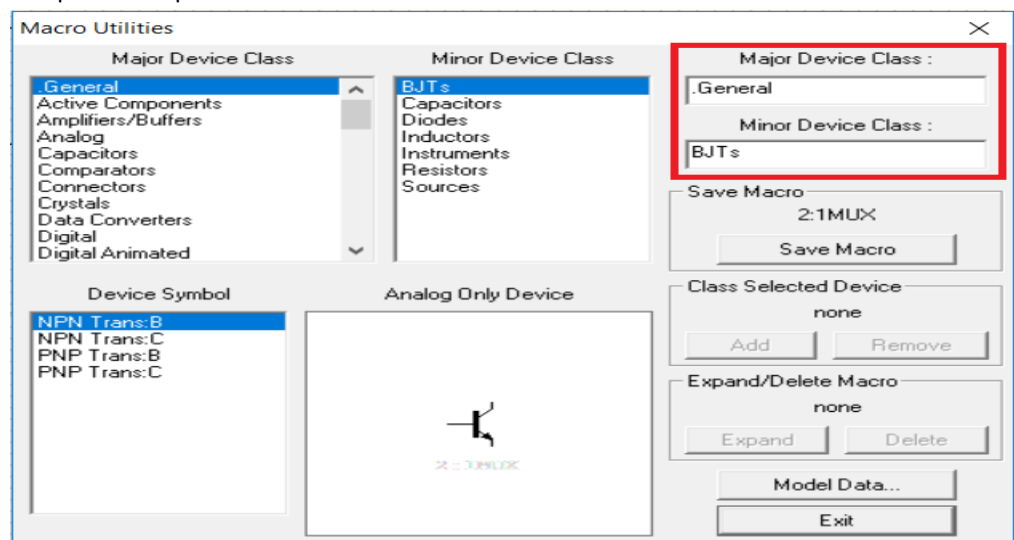 Macro Utilities
Major Device Class
.General
Active Components
Amplifiers/Buffers
Analog
Capacitors
Comparators
Connectors
Crystals
Data Converters
Digital
Digital Animated
Minor Device Class
BJTs
Capacitors
Diodes
Inductors
Instruments
Resistors
Sources
Major Device Class :
.General
Minor Device Class :
BJTs
Save Macro
2:1MUX
Save Macro
Device Symbol
NPN Trans:B
NPN Trans:C
PNP Trans:B
PNP Trans:C
Analog Only Device
2:1MUX
Class Selected Device
none
Add Remove
Expand/Delete Macro
none
Expand Delete
Model Data...
Exit